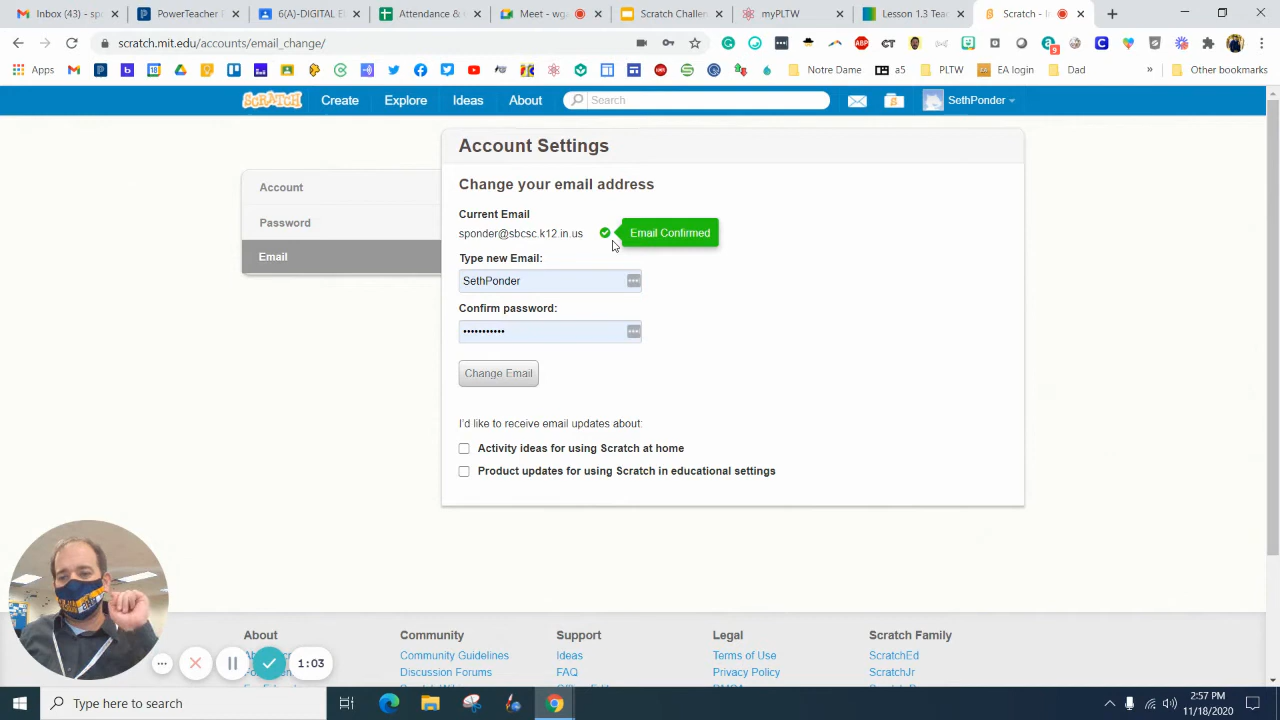 Inbox (43) - sp
PowerTeacher
6(A)-DIGITAL E
Attendance &
Meet - wg
Scratch Challen
myPLTW
Lesson 1.3 Tea
Scratch - I
scratch.mit.edu/accounts/email_change/
Apps
Notre Dame
a5
PLTW
EA login
Dad
»
Other bookmarks
SCRATCH
Create
Explore
Ideas
About
Search
SethPonder
Account Settings
Account
Password
Email
Change your email address
Current Email
sponder@sbcsc.k12.in.us
Email Confirmed
Type new Email:
SethPonder
Confirm password:
•••••••••••
Change Email
I'd like to receive email updates about:
Activity ideas for using Scratch at home
Product updates for using Scratch in educational settings
About
Community
Support
Legal
Scratch Family
Community Guidelines
Ideas
Terms of Use
ScratchEd
Discussion Forums
FAQ
Privacy Policy
ScratchJr
1:03
Type here to search
2:57 PM
11/18/2020